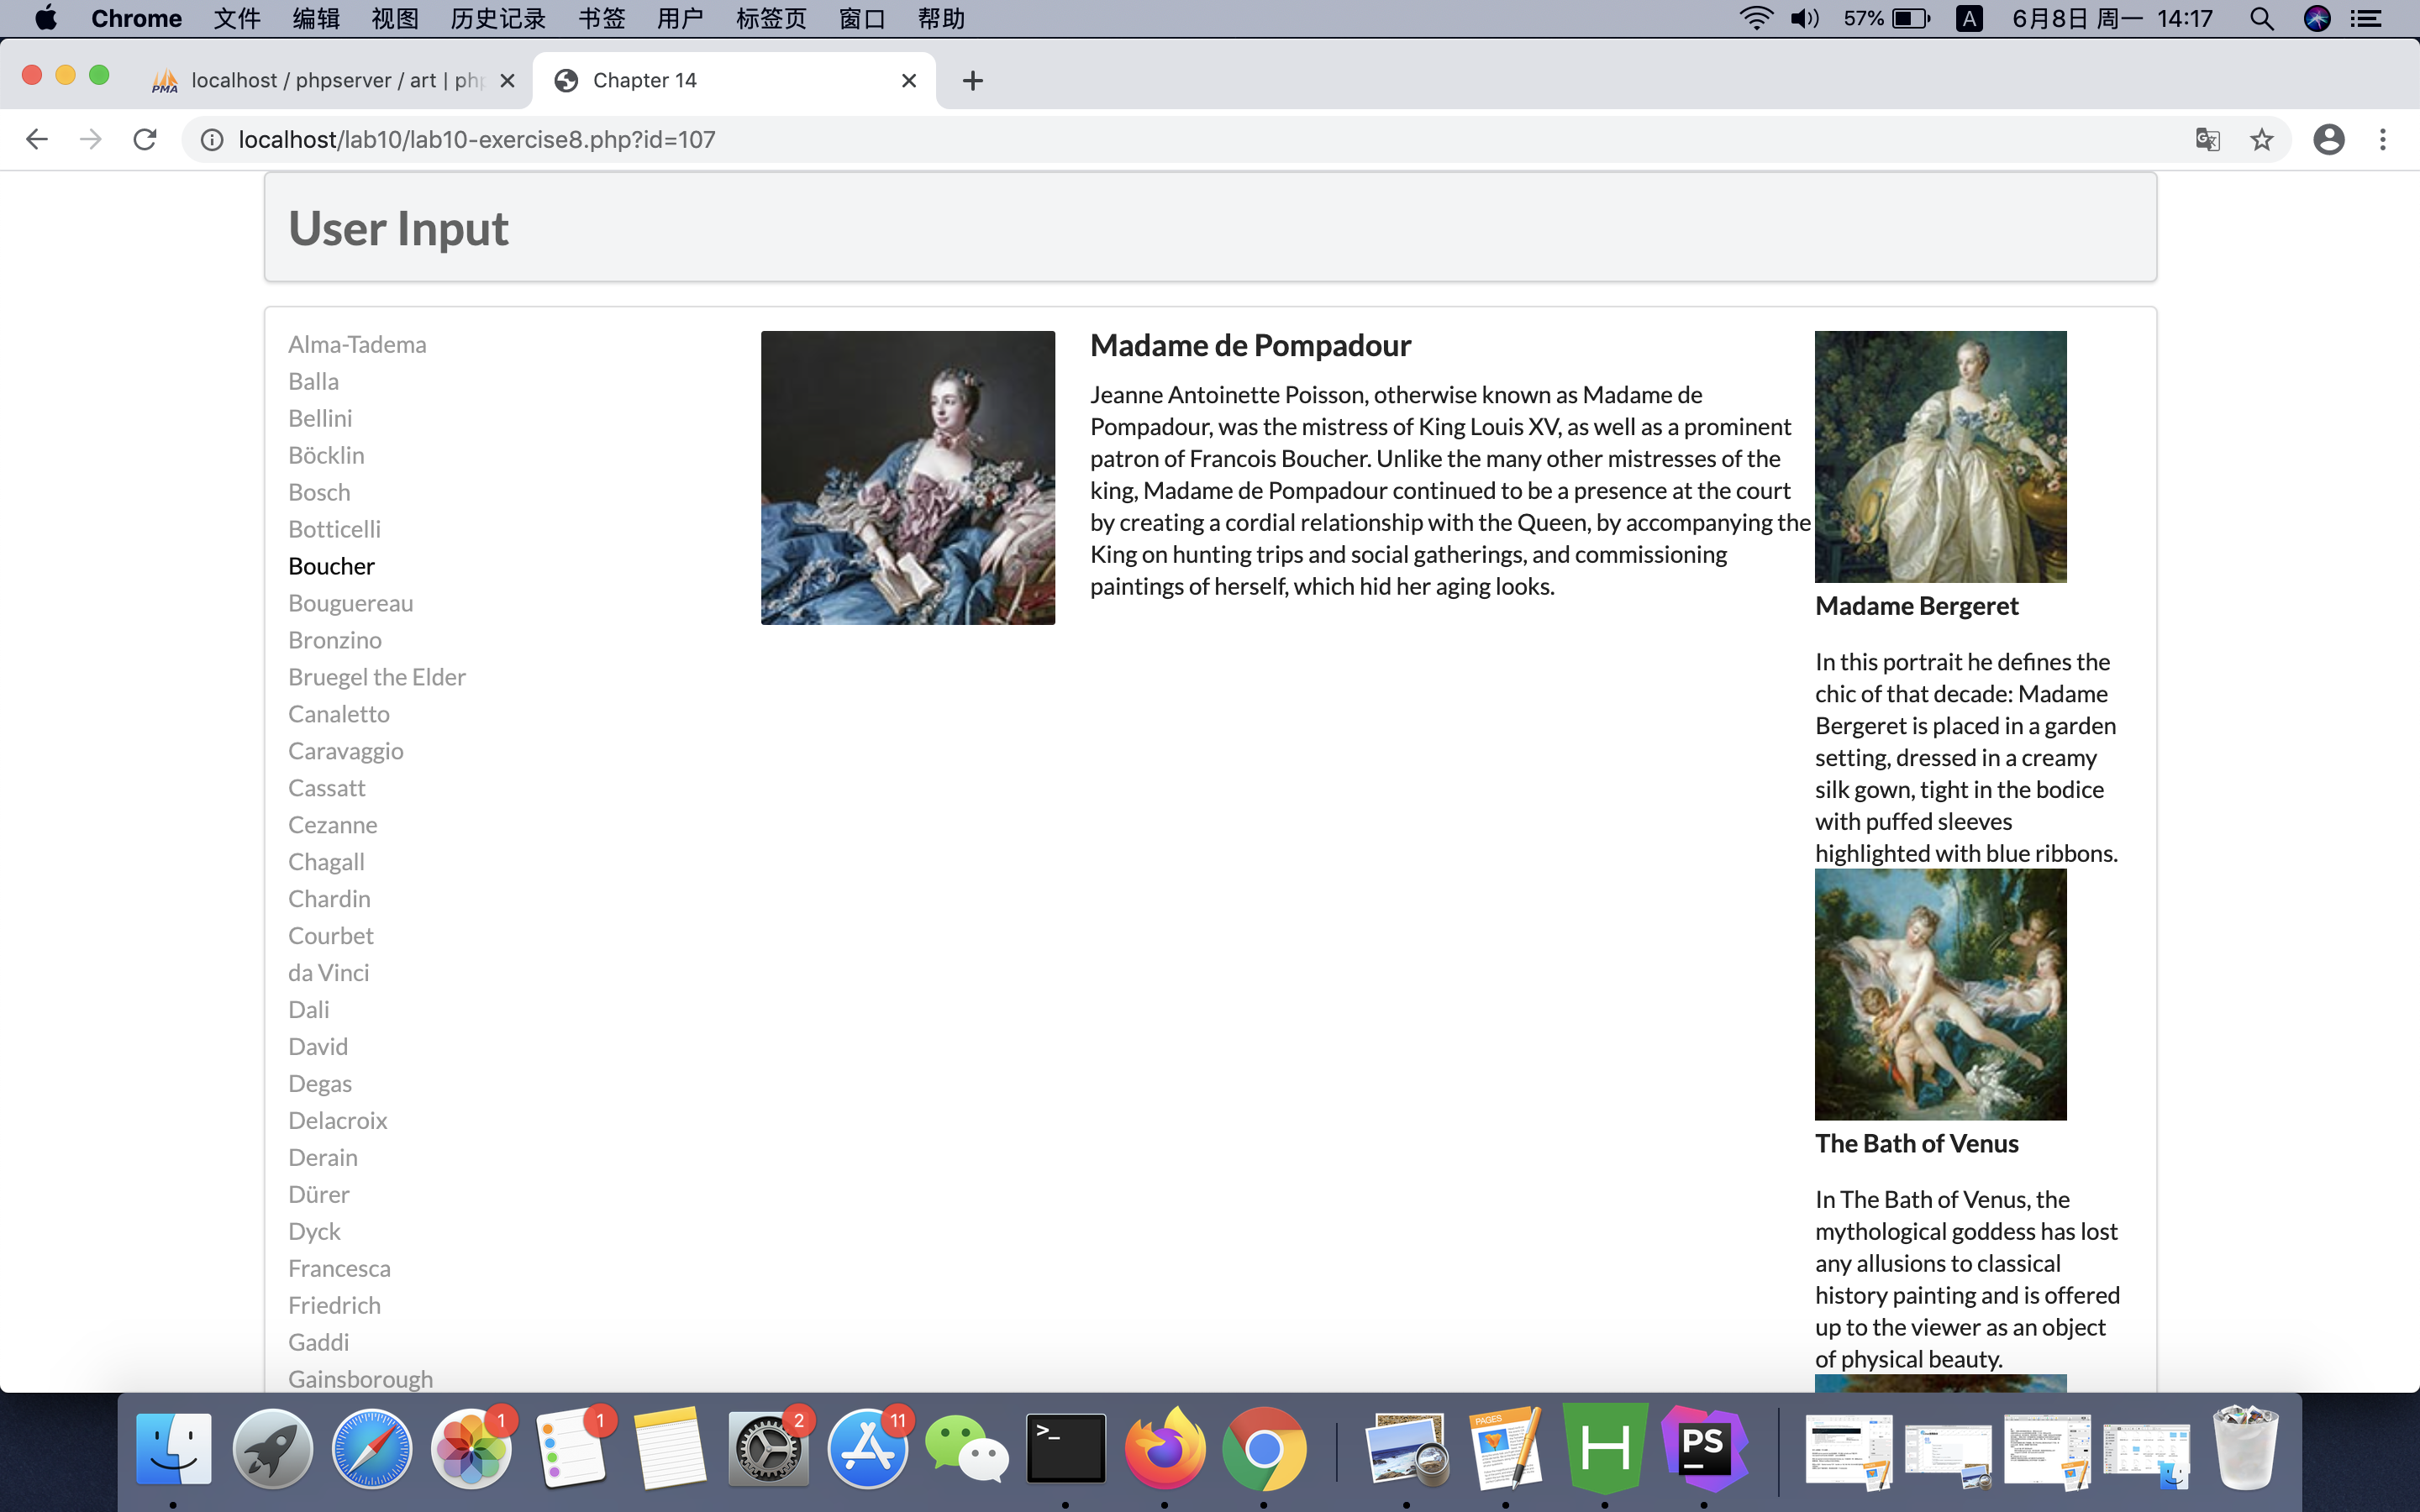 Chrome 文件 编辑 视图 历史记录 书签 用户 标签页 窗口 帮助 57% A 6月8日 周一 14:17
PMA localhost / phpserver / art | php Chapter 14
localhost/lab10/lab10-exercise8.php?id=107
User Input
Alma-Tadema
Balla
Bellini
Böcklin
Bosch
Botticelli
Boucher
Bouguereau
Bronzino
Bruegel the Elder
Canaletto
Caravaggio
Cassatt
Cezanne
Chagall
Chardin
Courbet
da Vinci
Dali
David
Degas
Delacroix
Derain
Dürer
Dyck
Francesca
Friedrich
Gaddi
Gainsborough
Madame de Pompadour
Jeanne Antoinette Poisson, otherwise known as Madame de
Pompadour, was the mistress of King Louis XV, as well as a prominent
patron of Francois Boucher. Unlike the many other mistresses of the
king, Madame de Pompadour continued to be a presence at the court
by creating a cordial relationship with the Queen, by accompanying the
King on hunting trips and social gatherings, and commissioning
paintings of herself, which hid her aging looks.
Madame Bergeret
In this portrait he defines the
chic of that decade: Madame
Bergeret is placed in a garden
setting, dressed in a creamy
silk gown, tight in the bodice
with puffed sleeves
highlighted with blue ribbons.
The Bath of Venus
In The Bath of Venus, the
mythological goddess has lost
any allusions to classical
history painting and is offered
up to the viewer as an object
of physical beauty.
1 1 2 11 >_ PAGES H PS